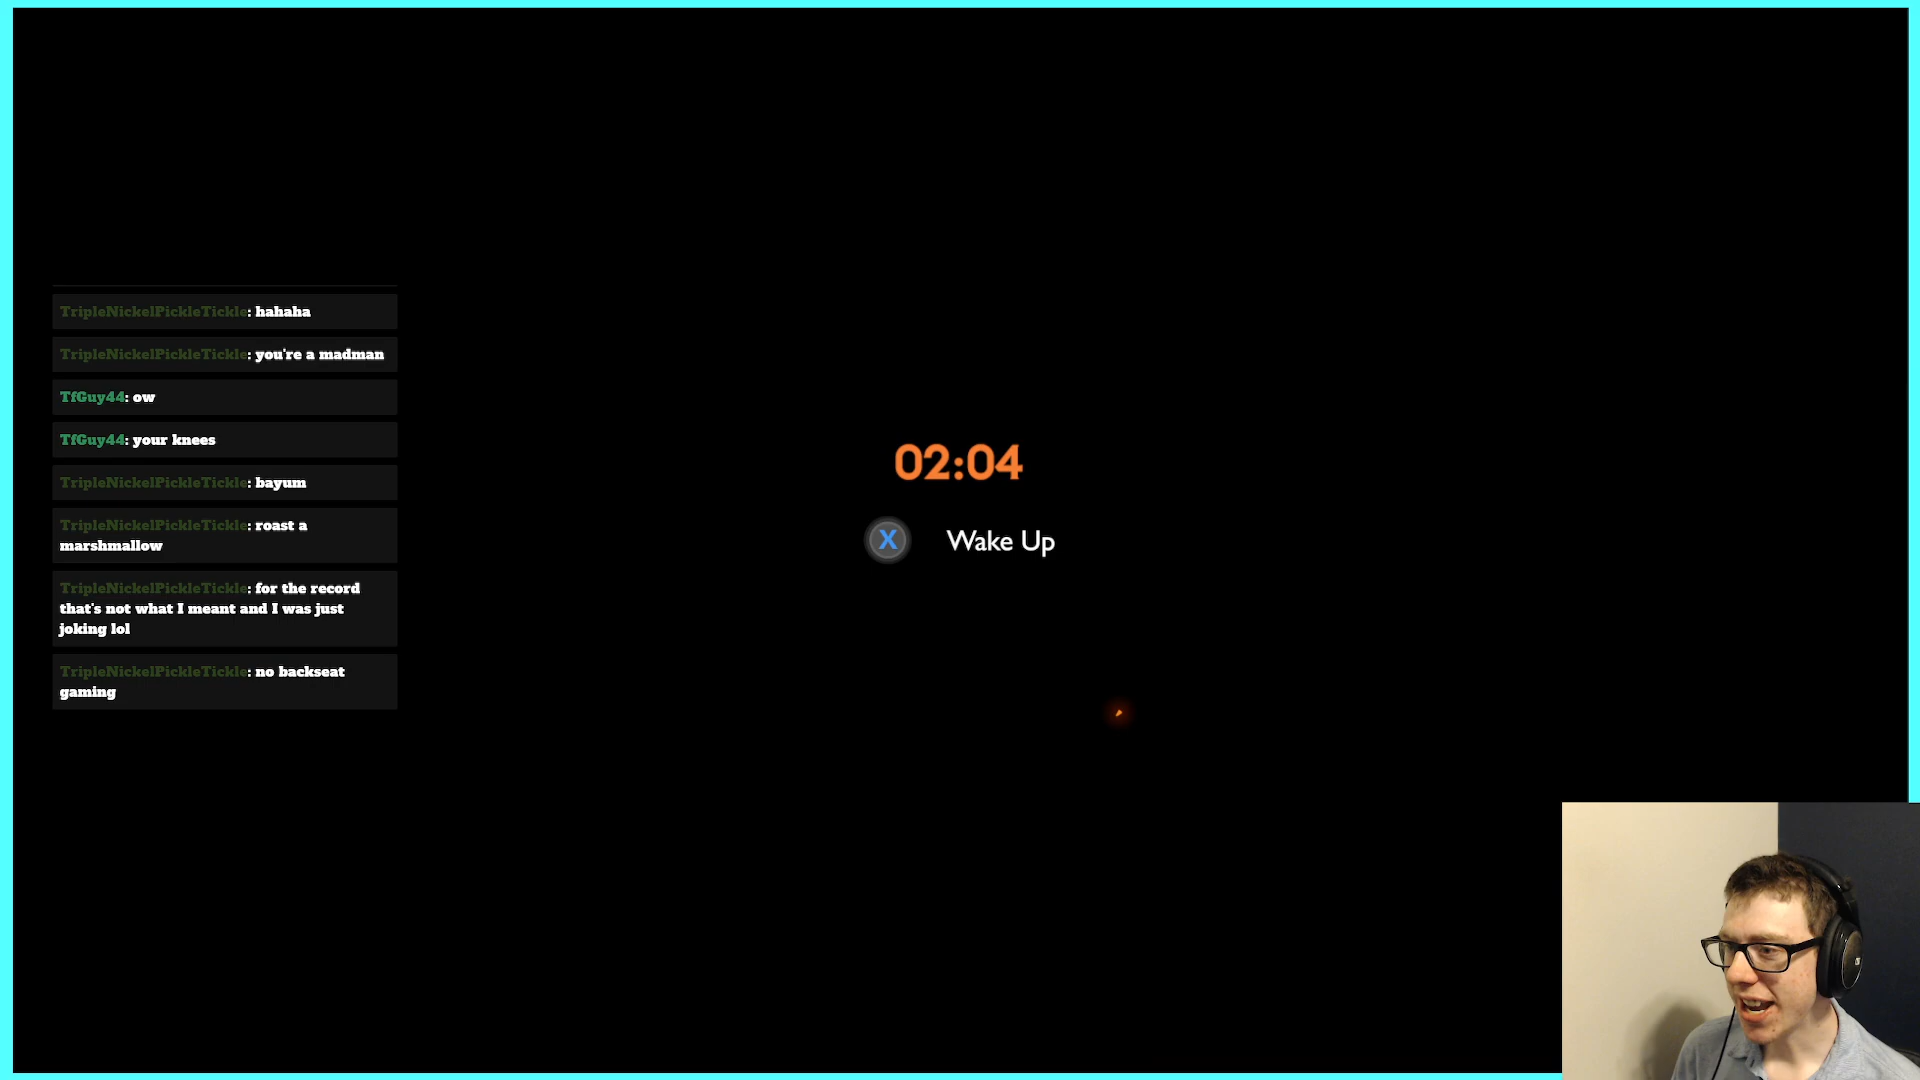 TripleNickelPickleTickle: hahaha
TripleNickelPickleTickle: you're a madman
TfGuy44: ow
TfGuy44: your knees
TripleNickelPickleTickle: bayum
TripleNickelPickleTickle: roast a
marshmallow
TripleNickelPickleTickle: for the record
that's not what I meant and I was just
joking lol
TripleNickelPickleTickle: no backseat
gaming
02:04
X Wake Up